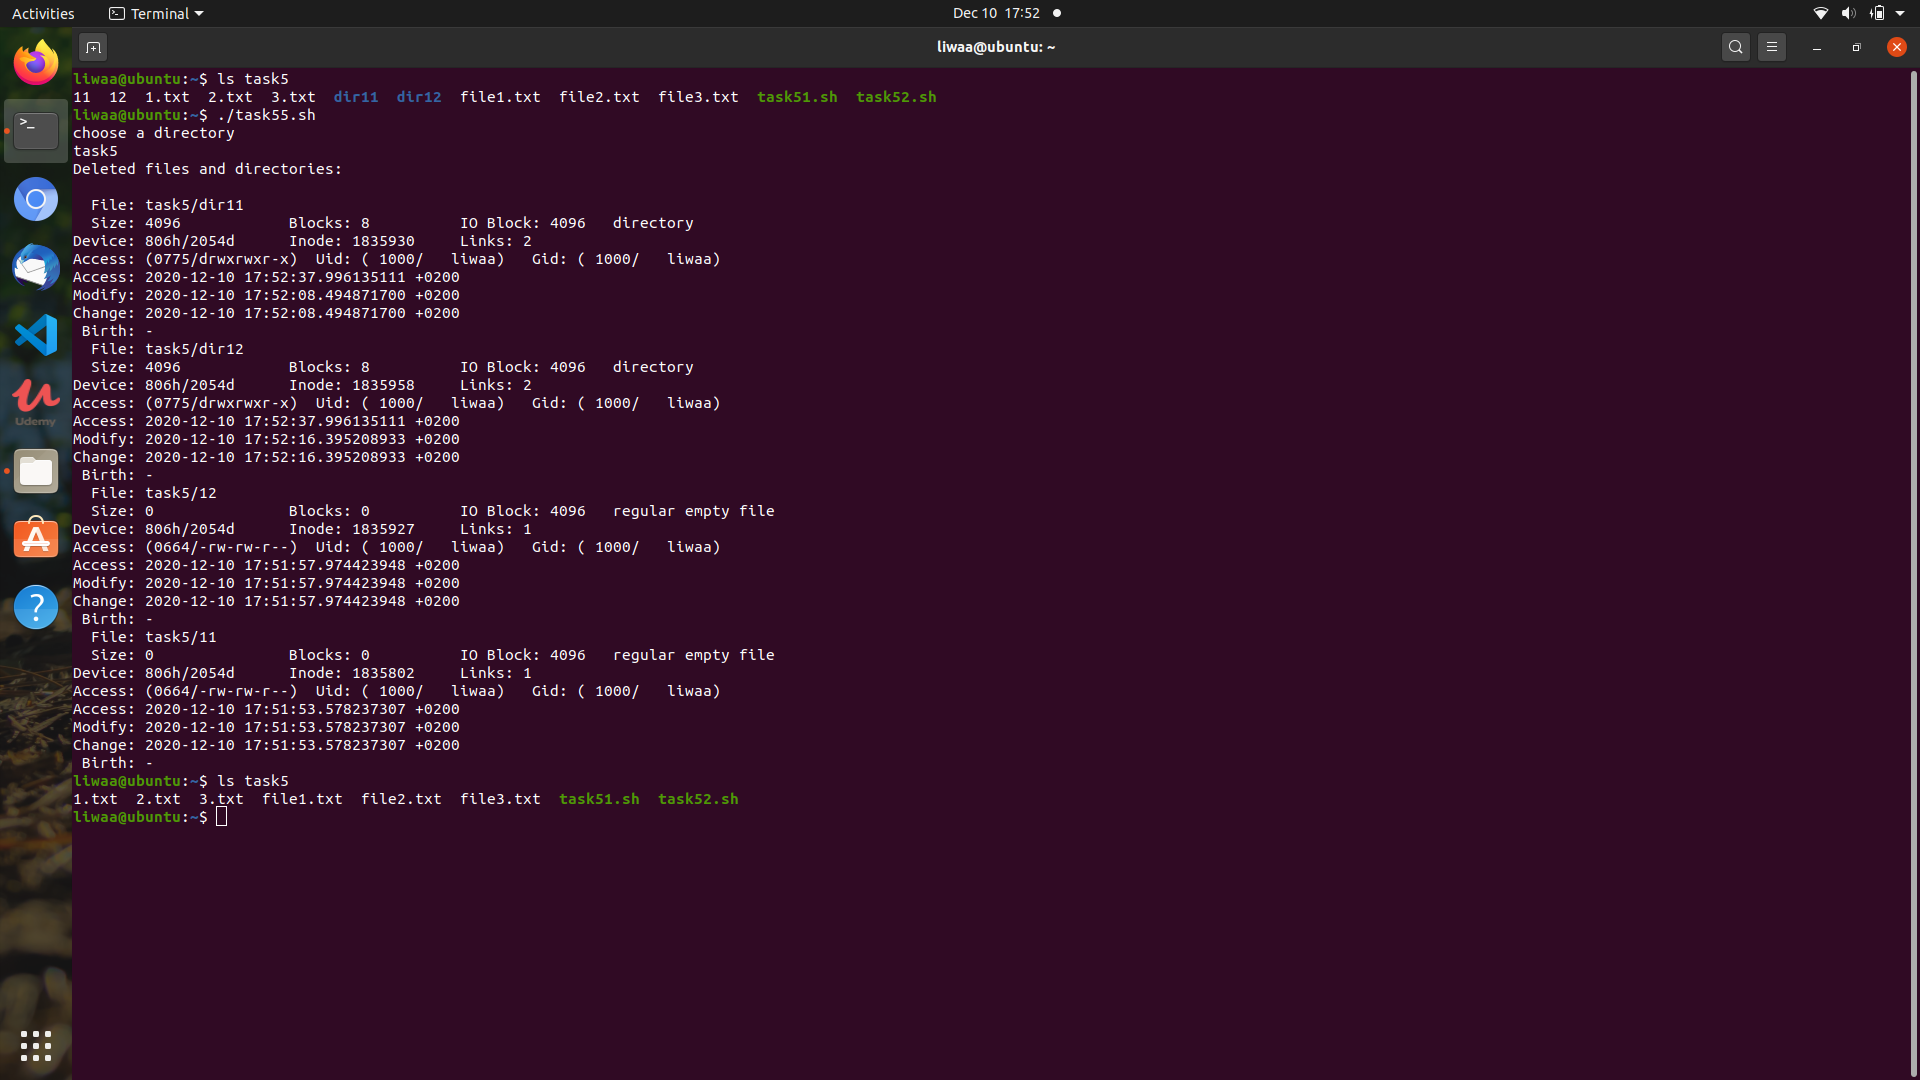 Activities Terminal Dec 10 17:52
liwaa@ubuntu: ~
liwaa@ubuntu:~$ ls task5
11  12  1.txt  2.txt  3.txt  dir11  dir12  file1.txt  file2.txt  file3.txt  task51.sh  task52.sh
liwaa@ubuntu:~$ ./task55.sh
choose a directory
task5
Deleted files and directories:
  File: task5/dir11
  Size: 4096            Blocks: 8          IO Block: 4096   directory
Device: 806h/2054d      Inode: 1835930     Links: 2
Access: (0775/drwxrwxr-x)  Uid: ( 1000/   liwaa)   Gid: ( 1000/   liwaa)
Access: 2020-12-10 17:52:37.996135111 +0200
Modify: 2020-12-10 17:52:08.494871700 +0200
Change: 2020-12-10 17:52:08.494871700 +0200
 Birth: -
  File: task5/dir12
  Size: 4096            Blocks: 8          IO Block: 4096   directory
Device: 806h/2054d      Inode: 1835958     Links: 2
Access: (0775/drwxrwxr-x)  Uid: ( 1000/   liwaa)   Gid: ( 1000/   liwaa)
Access: 2020-12-10 17:52:37.996135111 +0200
Modify: 2020-12-10 17:52:16.395208933 +0200
Change: 2020-12-10 17:52:16.395208933 +0200
 Birth: -
  File: task5/12
  Size: 0               Blocks: 0          IO Block: 4096   regular empty file
Device: 806h/2054d      Inode: 1835927     Links: 1
Access: (0664/-rw-rw-r--)  Uid: ( 1000/   liwaa)   Gid: ( 1000/   liwaa)
Access: 2020-12-10 17:51:57.974423948 +0200
Modify: 2020-12-10 17:51:57.974423948 +0200
Change: 2020-12-10 17:51:57.974423948 +0200
 Birth: -
  File: task5/11
  Size: 0               Blocks: 0          IO Block: 4096   regular empty file
Device: 806h/2054d      Inode: 1835802     Links: 1
Access: (0664/-rw-rw-r--)  Uid: ( 1000/   liwaa)   Gid: ( 1000/   liwaa)
Access: 2020-12-10 17:51:53.578237307 +0200
Modify: 2020-12-10 17:51:53.578237307 +0200
Change: 2020-12-10 17:51:53.578237307 +0200
 Birth: -
liwaa@ubuntu:~$ ls task5
1.txt  2.txt  3.txt  file1.txt  file2.txt  file3.txt  task51.sh  task52.sh
liwaa@ubuntu:~$
Udemy